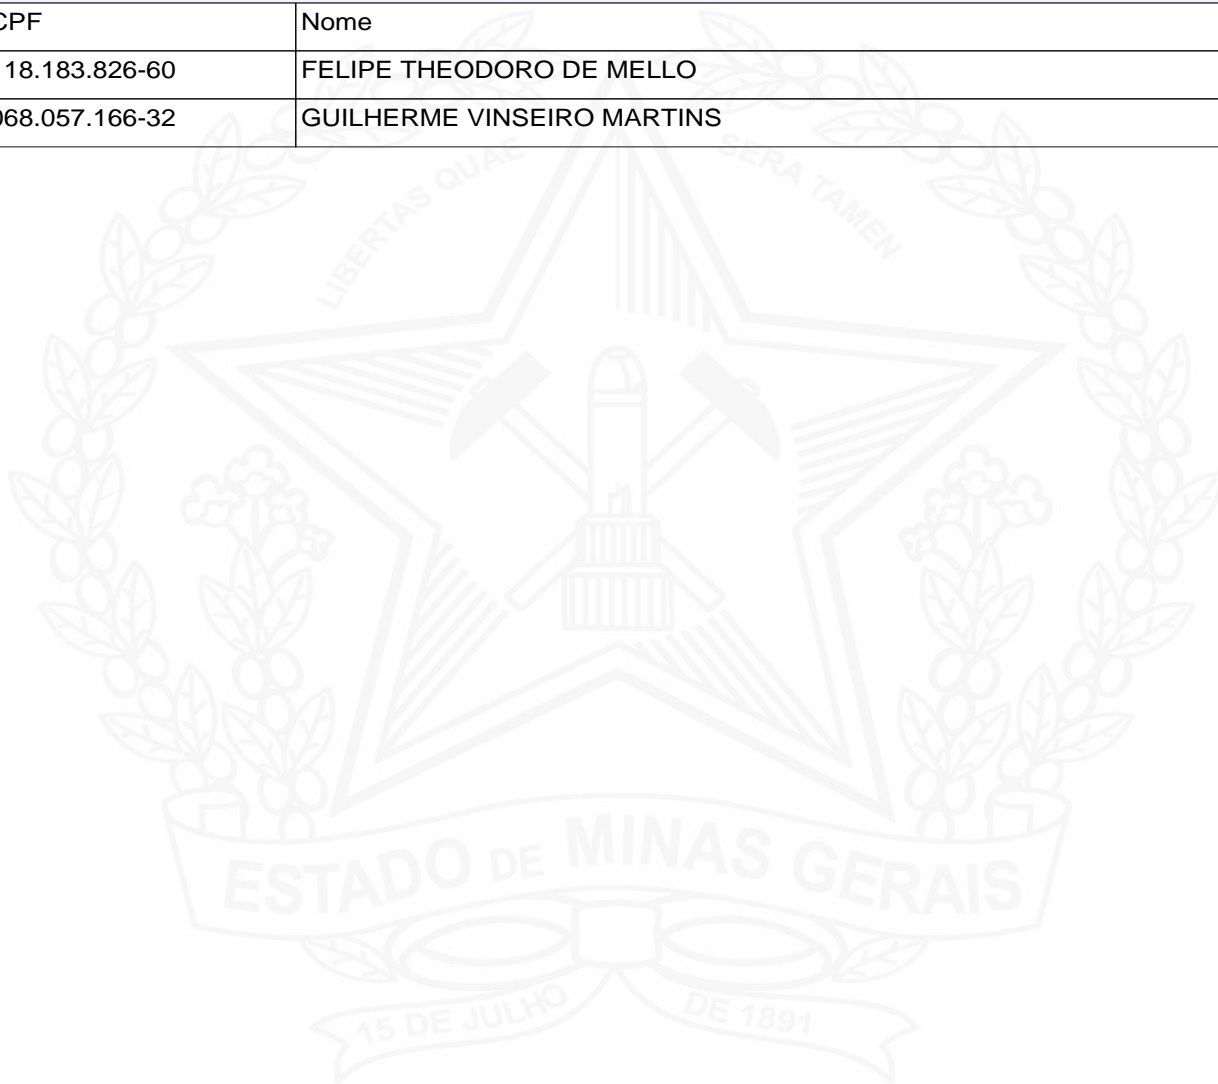 CPF Nome
18.183.826-60 FELIPE THEODORO DE MELLO
068.057.166-32 GUILHERME VINSEIRO MARTINS
LIBERTAS QUAE SERA TAMEN
ESTADO DE MINAS GERAIS
15 DE JULHO DE 1891